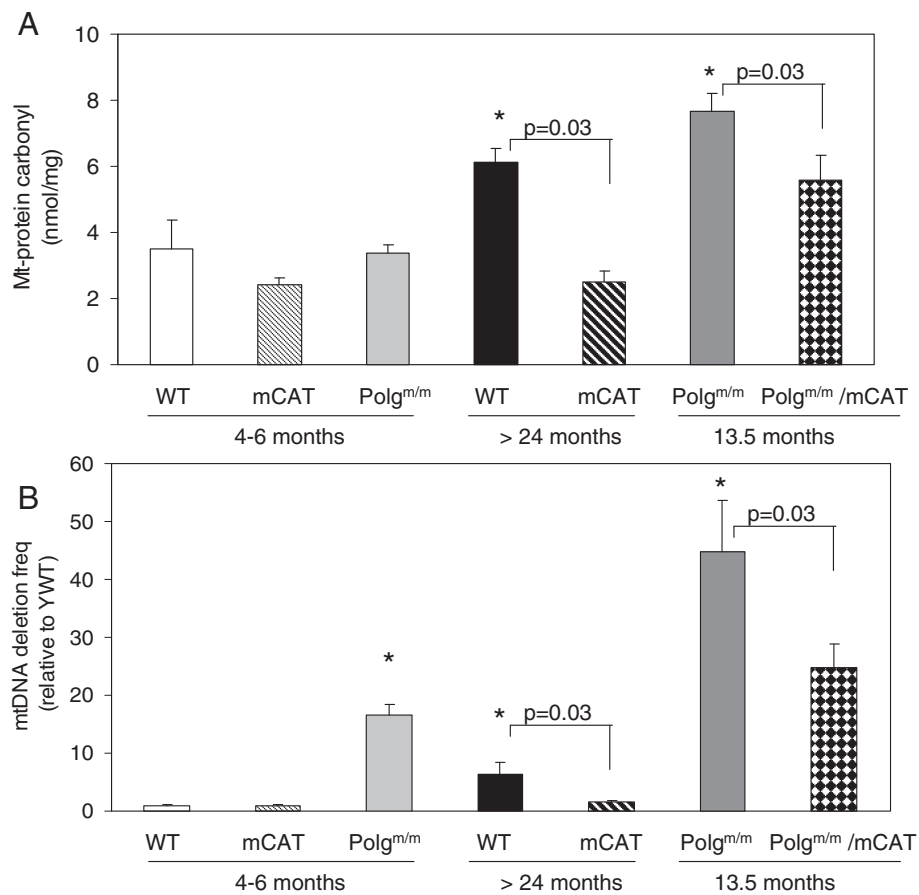 A
Mt-protein carbonyl
(nmol/mg)
10
8
6
4
2
0
*
p=0.03
*
p=0.03
WT mCAT Polgm/m WT mCAT Polgm/m Polgm/m /mCAT
4-6 months > 24 months 13.5 months
B
mtDNA deletion freq
(relative to YWT)
60
50
40
30
20
10
0
*
*
p=0.03
*
p=0.03
WT mCAT Polgm/m WT mCAT Polgm/m Polgm/m /mCAT
4-6 months > 24 months 13.5 months